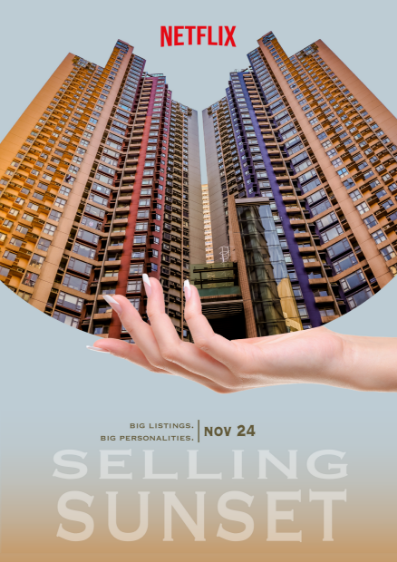 NETFLIX
BIG LISTINGS.
BIG PERSONALITIES.
NOV 24
SELLING
SUNSET